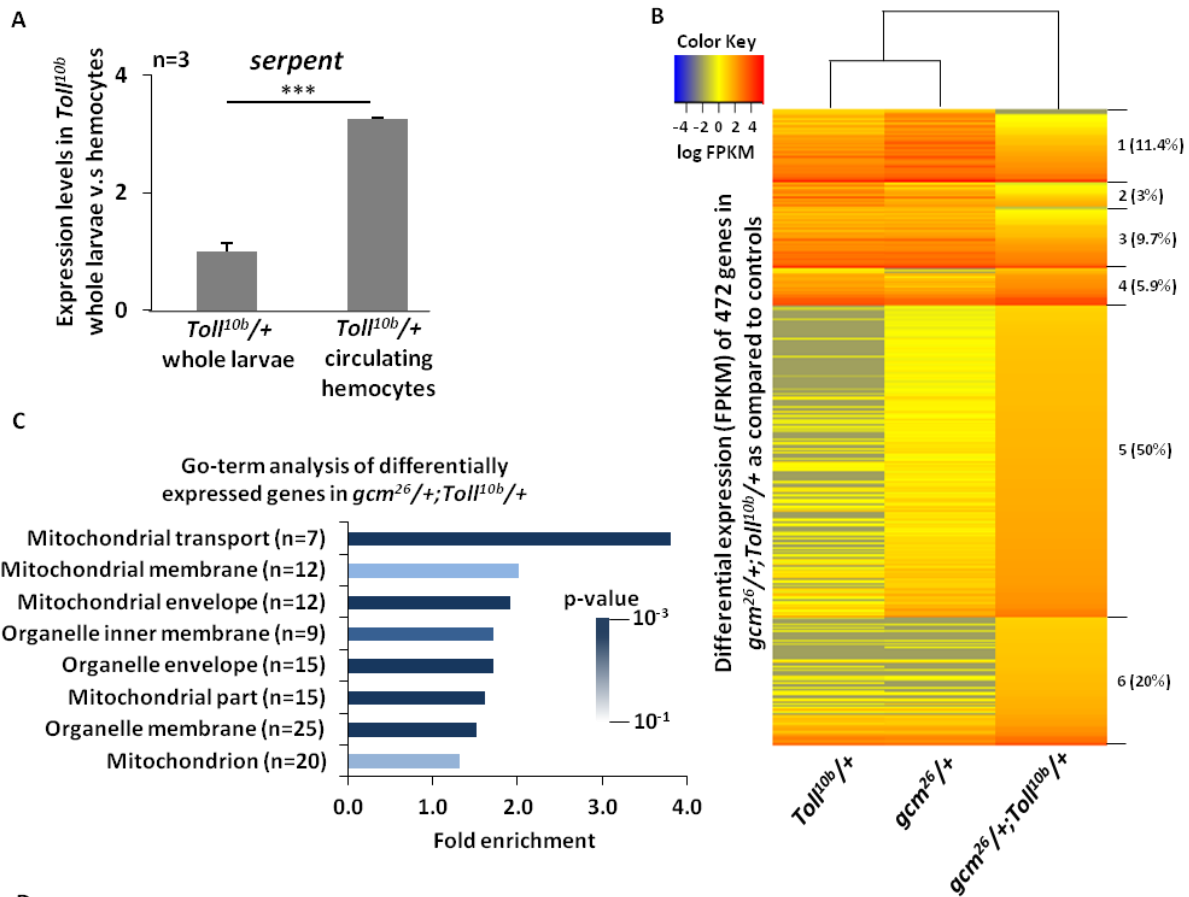 A
n=3
serpent
***
Expression levels in Toll10b
whole larvae v.s hemocytes
4
2
0
Toll10b/+
whole larvae
Toll10b/+
circulating
hemocytes
B
Color Key
-4 -2 0 2 4
log FPKM
Differential expression (FPKM) of 472 genes in
gcm26/+;Toll10b/+ as compared to controls
1 (11.4%)
2 (3%)
3 (9.7%)
4 (5.9%)
5 (50%)
6 (20%)
Toll10b/+
gcm26/+
gcm26/+;Toll10b/+
C
Go-term analysis of differentially
expressed genes in gcm26/+;Toll10b/+
Mitochondrial transport (n=7)
Mitochondrial membrane (n=12)
Mitochondrial envelope (n=12)
Organelle inner membrane (n=9)
Organelle envelope (n=15)
Mitochondrial part (n=15)
Organelle membrane (n=25)
Mitochondrion (n=20)
p-value
10-3
10-1
0.0 1.0 2.0 3.0 4.0
Fold enrichment